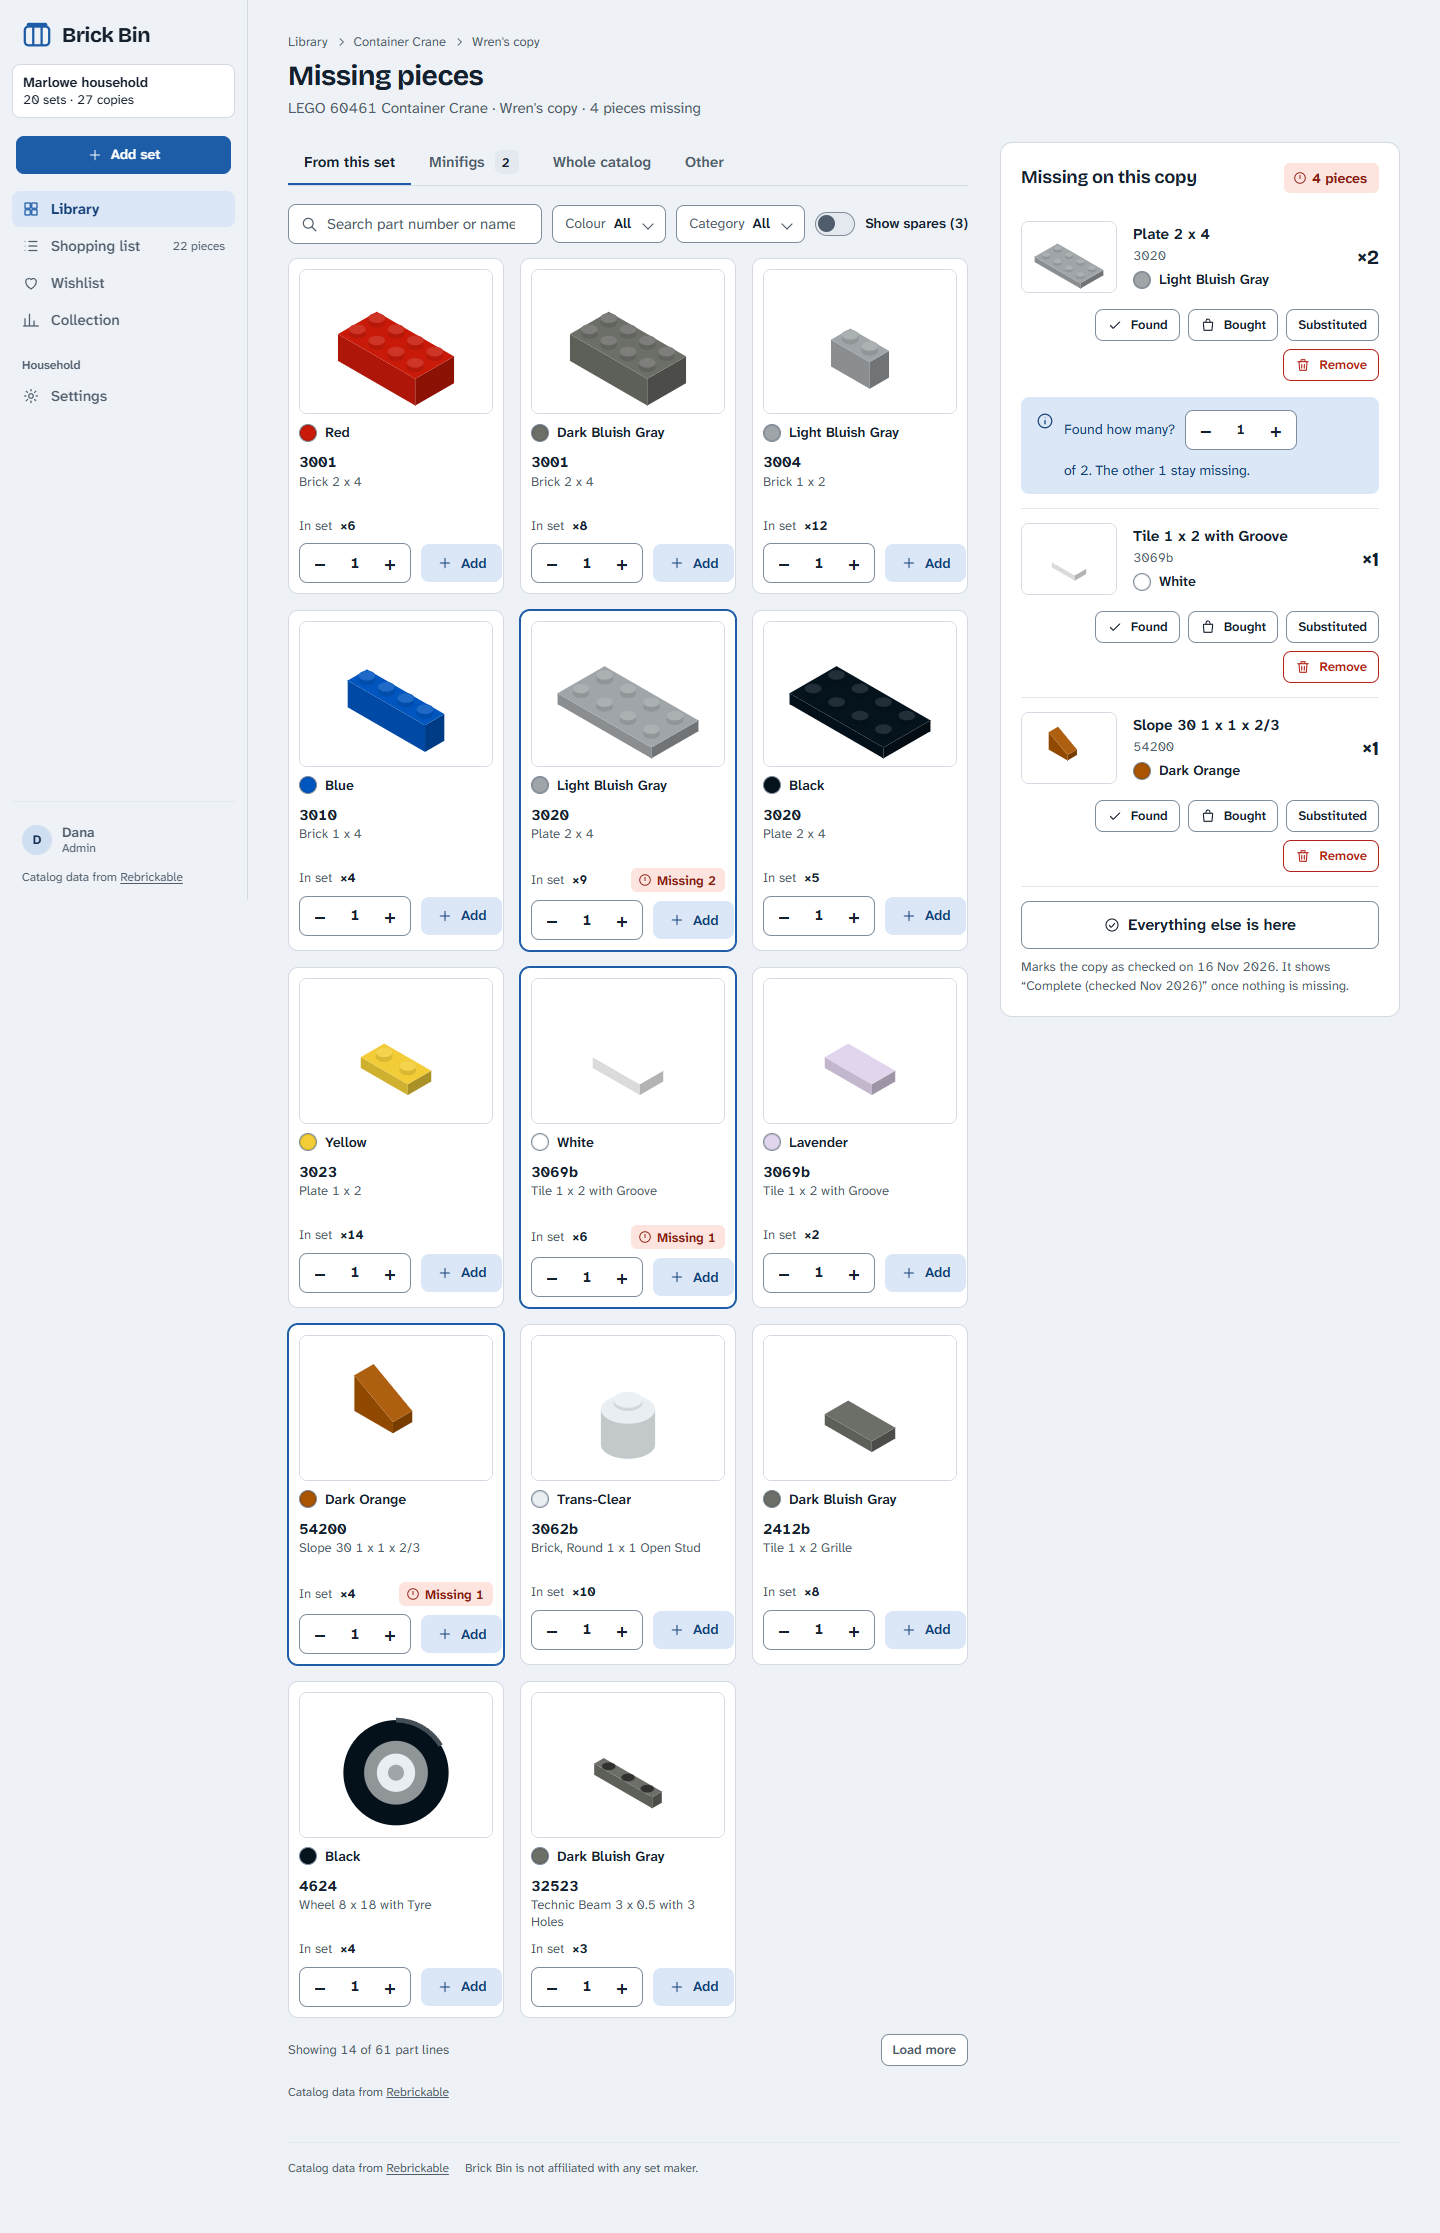 Brick Bin
Marlowe household
20 sets · 27 copies
Add set
Library
Shopping list 22 pieces
Wishlist
Collection
Household
Settings
D
Dana
Admin
Catalog data from Rebrickable
Library > Container Crane > Wren's copy
Missing pieces
LEGO 60461 Container Crane · Wren's copy · 4 pieces missing
From this set Minifigs 2 Whole catalog Other
Search part number or name Colour All Category All Show spares (3)
Red
3001
Brick 2 x 4
In set ×6
− 1 + + Add
Dark Bluish Gray
3001
Brick 2 x 4
In set ×8
− 1 + + Add
Light Bluish Gray
3004
Brick 1 x 2
In set ×12
− 1 + + Add
Blue
3010
Brick 1 x 4
In set ×4
− 1 + + Add
Light Bluish Gray
3020
Plate 2 x 4
In set ×9 Missing 2
− 1 + + Add
Black
3020
Plate 2 x 4
In set ×5
− 1 + + Add
Yellow
3023
Plate 1 x 2
In set ×14
− 1 + + Add
White
3069b
Tile 1 x 2 with Groove
In set ×6 Missing 1
− 1 + + Add
Lavender
3069b
Tile 1 x 2 with Groove
In set ×2
− 1 + + Add
Dark Orange
54200
Slope 30 1 x 1 x 2/3
In set ×4 Missing 1
− 1 + + Add
Trans-Clear
3062b
Brick, Round 1 x 1 Open Stud
In set ×10
− 1 + + Add
Dark Bluish Gray
2412b
Tile 1 x 2 Grille
In set ×8
− 1 + + Add
Black
4624
Wheel 8 x 18 with Tyre
In set ×4
− 1 + + Add
Dark Bluish Gray
32523
Technic Beam 3 x 0.5 with 3
Holes
In set ×3
− 1 + + Add
Showing 14 of 61 part lines
Load more
Catalog data from Rebrickable
Missing on this copy 4 pieces
Plate 2 x 4
3020
Light Bluish Gray
×2
Found Bought Substituted
Remove
Found how many? − 1 +
of 2. The other 1 stay missing.
Tile 1 x 2 with Groove
3069b
White
×1
Found Bought Substituted
Remove
Slope 30 1 x 1 x 2/3
54200
Dark Orange
×1
Found Bought Substituted
Remove
Everything else is here
Marks the copy as checked on 16 Nov 2026. It shows
“Complete (checked Nov 2026)” once nothing is missing.
Catalog data from Rebrickable Brick Bin is not affiliated with any set maker.